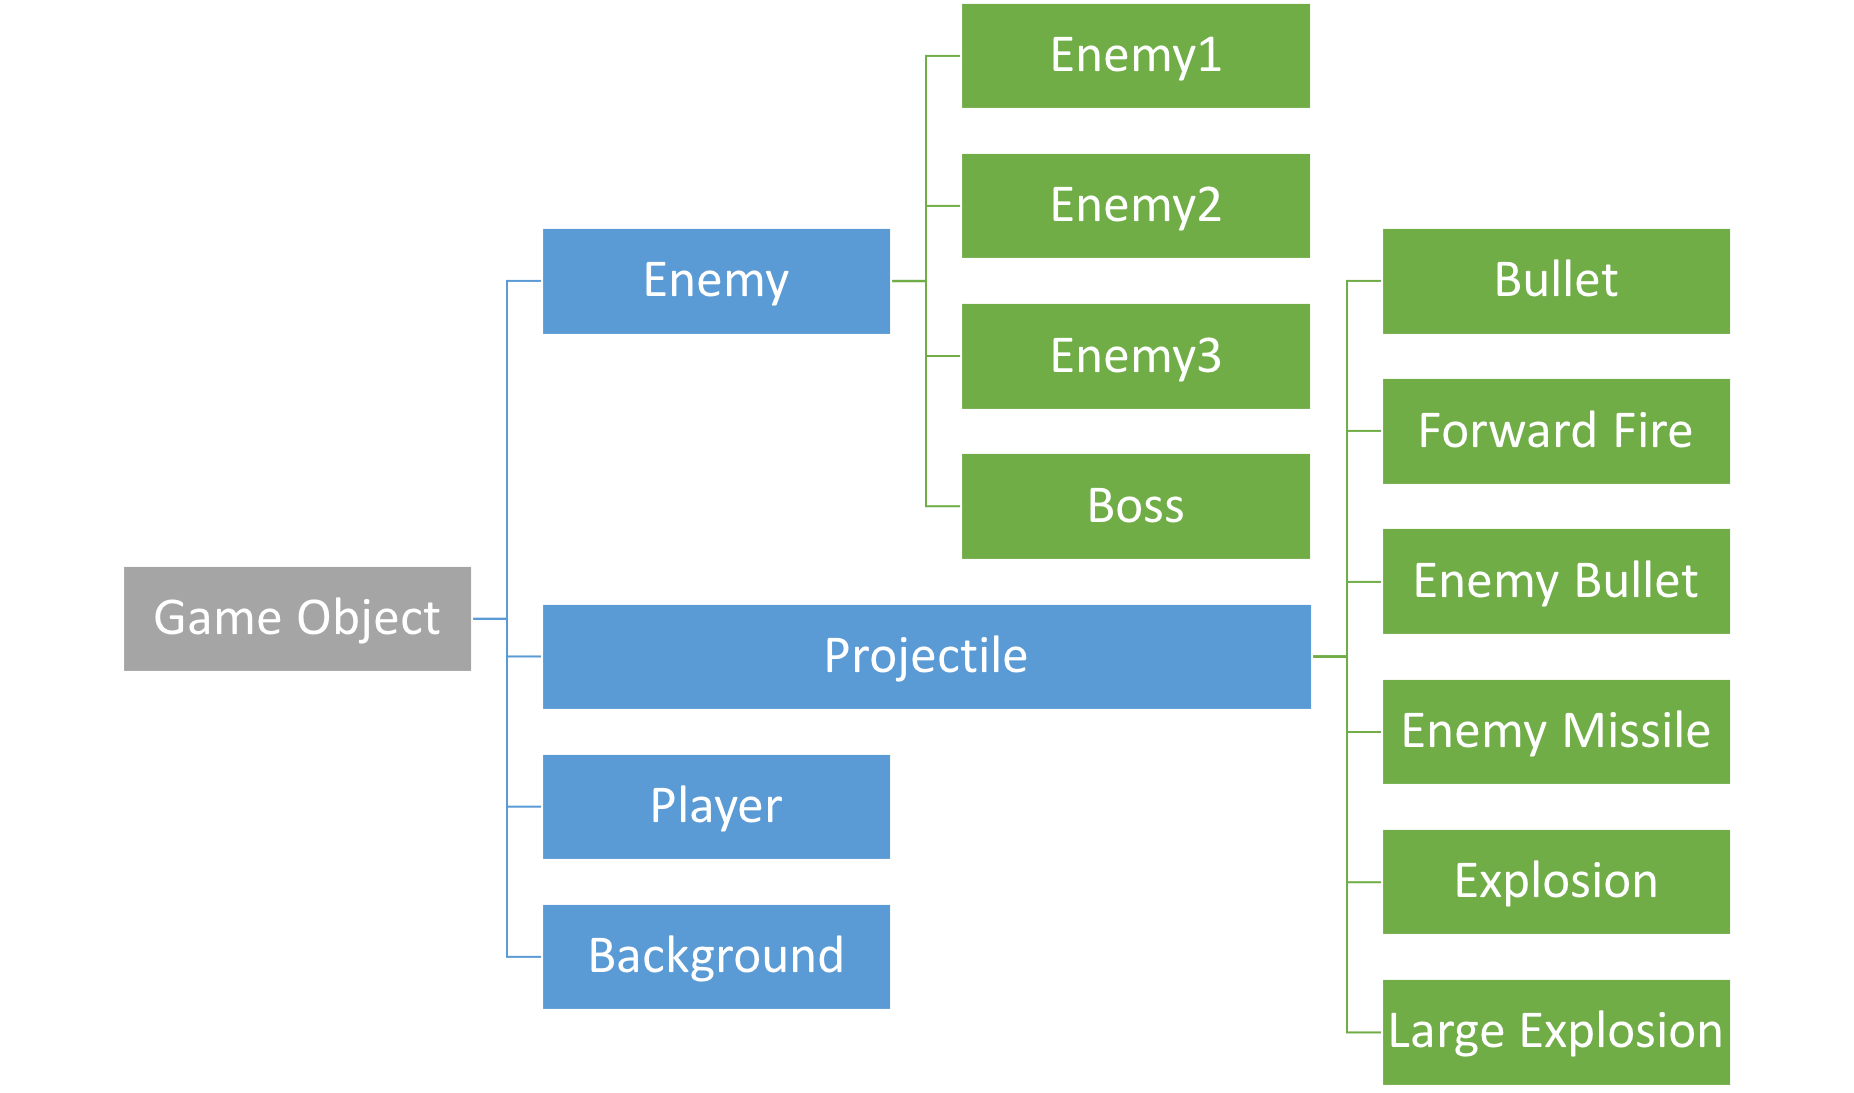 Game Object
Enemy
Enemy1
Enemy2
Enemy3
Boss
Projectile
Bullet
Forward Fire
Enemy Bullet
Enemy Missile
Explosion
Large Explosion
Player
Background